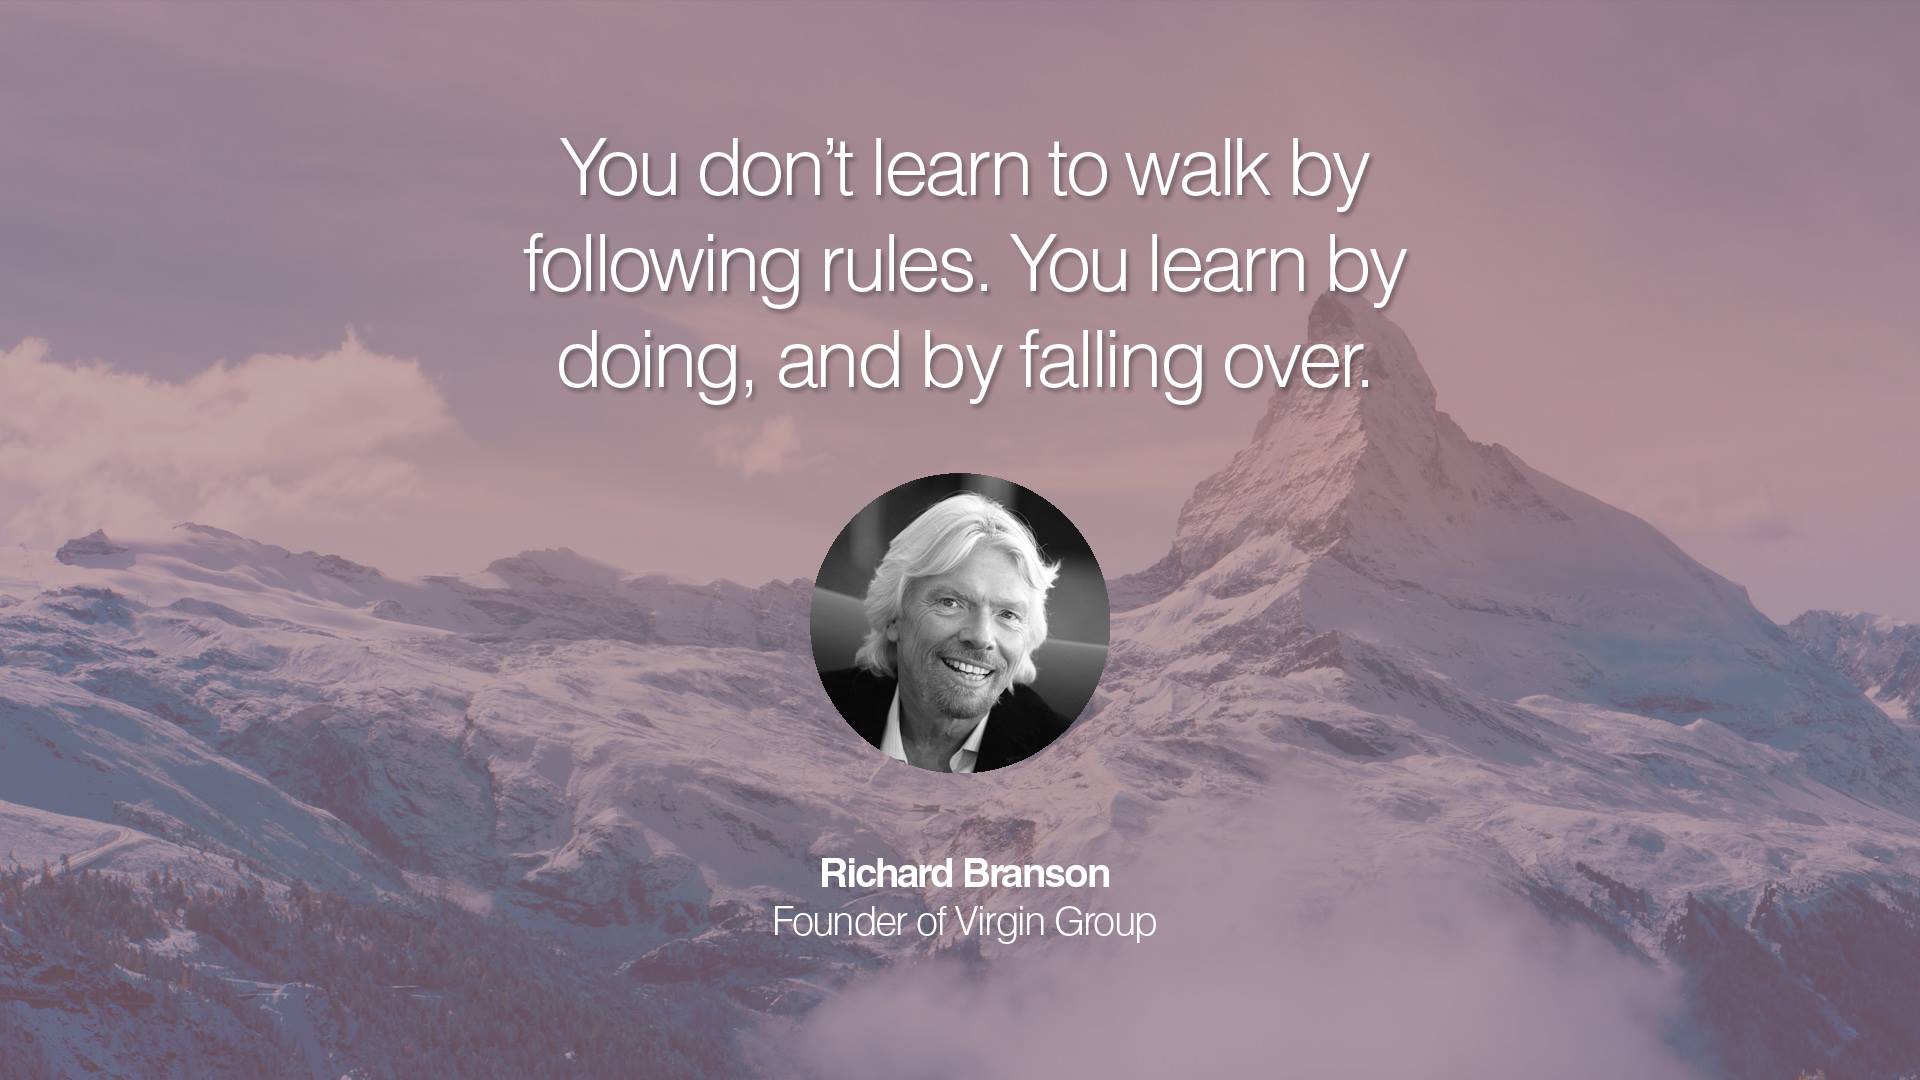 You don’t learn to walk by
following rules. You learn by
doing, and by falling over.
Richard Branson
Founder of Virgin Group